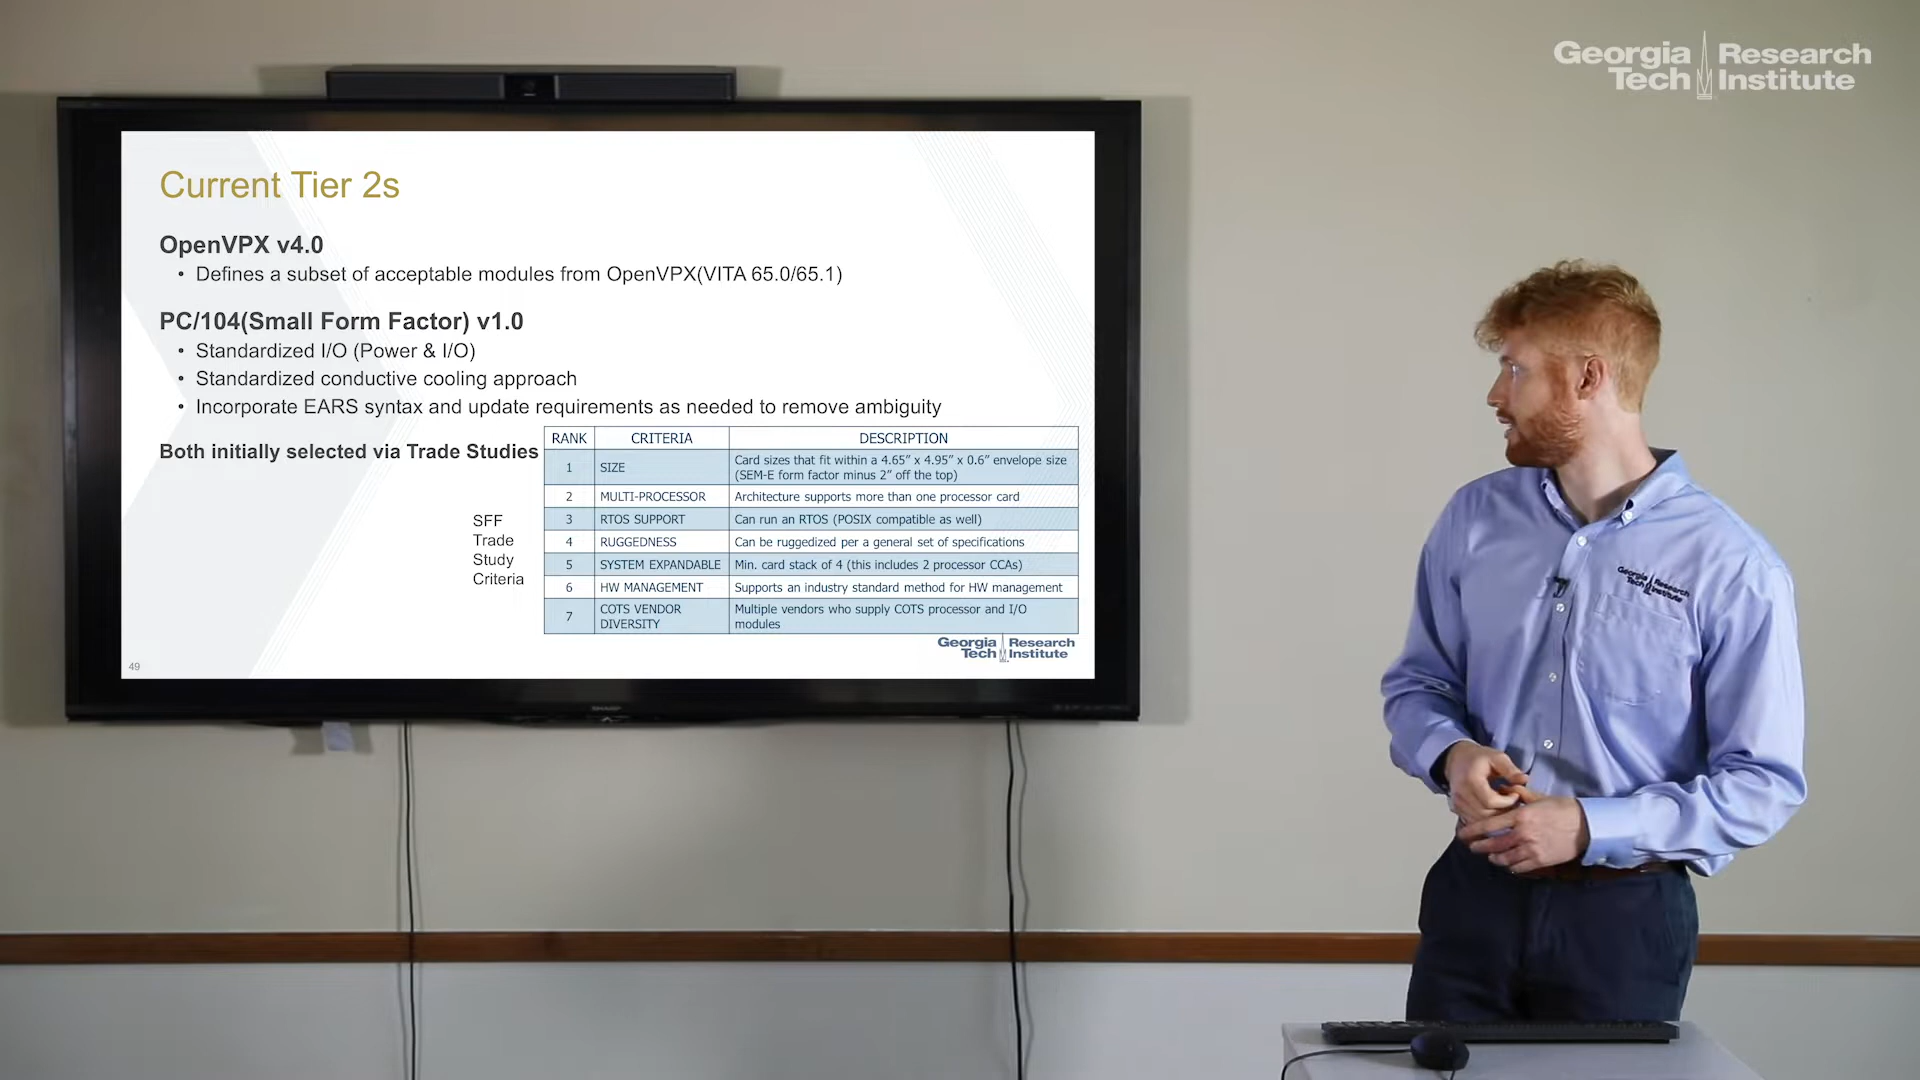 Georgia Tech Research Institute
Current Tier 2s
OpenVPX v4.0
• Defines a subset of acceptable modules from OpenVPX(VITA 65.0/65.1)
PC/104(Small Form Factor) v1.0
• Standardized I/O (Power & I/O)
• Standardized conductive cooling approach
• Incorporate EARS syntax and update requirements as needed to remove ambiguity
Both initially selected via Trade Studies
SFF
Trade
Study
Criteria
RANK CRITERIA DESCRIPTION
1 SIZE Card sizes that fit within a 4.65” x 4.95” x 0.6” envelope size
(SEM-E form factor minus 2” off the top)
2 MULTI-PROCESSOR Architecture supports more than one processor card
3 RTOS SUPPORT Can run an RTOS (POSIX compatible as well)
4 RUGGEDNESS Can be ruggedized per a general set of specifications
5 SYSTEM EXPANDABLE Min. card stack of 4 (this includes 2 processor CCAs)
6 HW MANAGEMENT Supports an industry standard method for HW management
7 COTS VENDOR DIVERSITY Multiple vendors who supply COTS processor and I/O
modules
Georgia Tech Research Institute
49
SHARP
Georgia Tech Research Institute